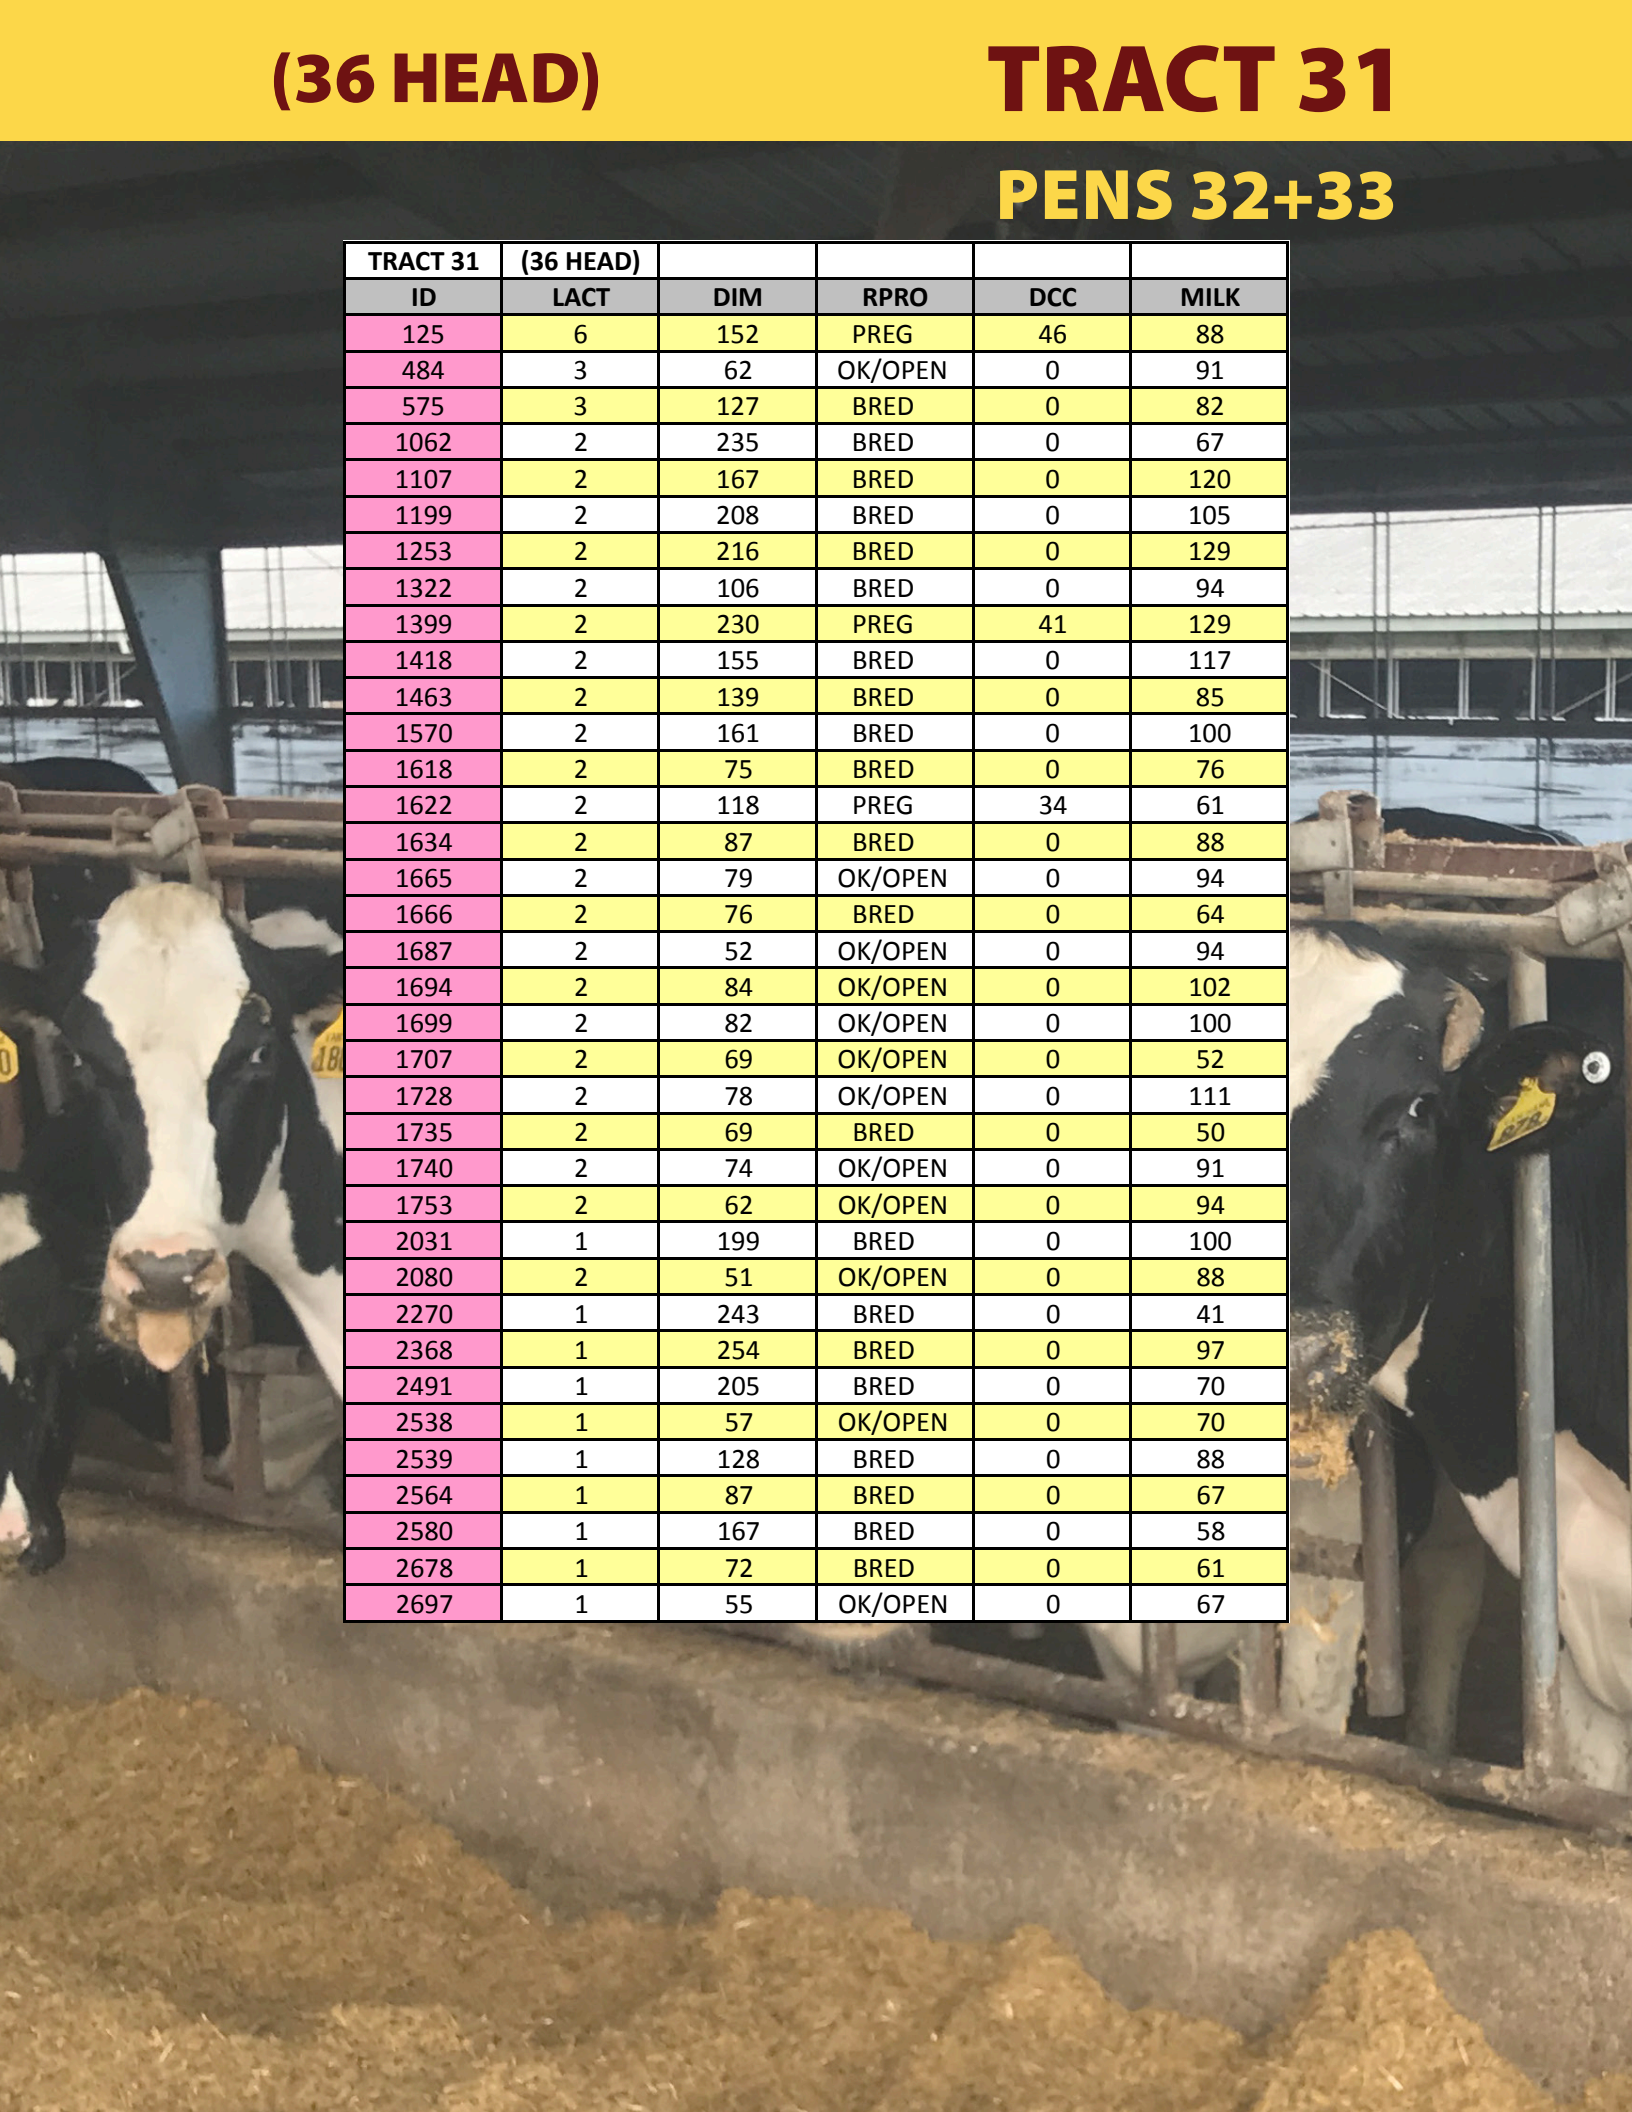 (36 HEAD) TRACT 31
PENS 32+33
TRACT 31 (36 HEAD)
ID LACT DIM RPRO DCC MILK
125 6 152 PREG 46 88
484 3 62 OK/OPEN 0 91
575 3 127 BRED 0 82
1062 2 235 BRED 0 67
1107 2 167 BRED 0 120
1199 2 208 BRED 0 105
1253 2 216 BRED 0 129
1322 2 106 BRED 0 94
1399 2 230 PREG 41 129
1418 2 155 BRED 0 117
1463 2 139 BRED 0 85
1570 2 161 BRED 0 100
1618 2 75 BRED 0 76
1622 2 118 PREG 34 61
1634 2 87 BRED 0 88
1665 2 79 OK/OPEN 0 94
1666 2 76 BRED 0 64
1687 2 52 OK/OPEN 0 94
1694 2 84 OK/OPEN 0 102
1699 2 82 OK/OPEN 0 100
1707 2 69 OK/OPEN 0 52
1728 2 78 OK/OPEN 0 111
1735 2 69 BRED 0 50
1740 2 74 OK/OPEN 0 91
1753 2 62 OK/OPEN 0 94
2031 1 199 BRED 0 100
2080 2 51 OK/OPEN 0 88
2270 1 243 BRED 0 41
2368 1 254 BRED 0 97
2491 1 205 BRED 0 70
2538 1 57 OK/OPEN 0 70
2539 1 128 BRED 0 88
2564 1 87 BRED 0 67
2580 1 167 BRED 0 58
2678 1 72 BRED 0 61
2697 1 55 OK/OPEN 0 67